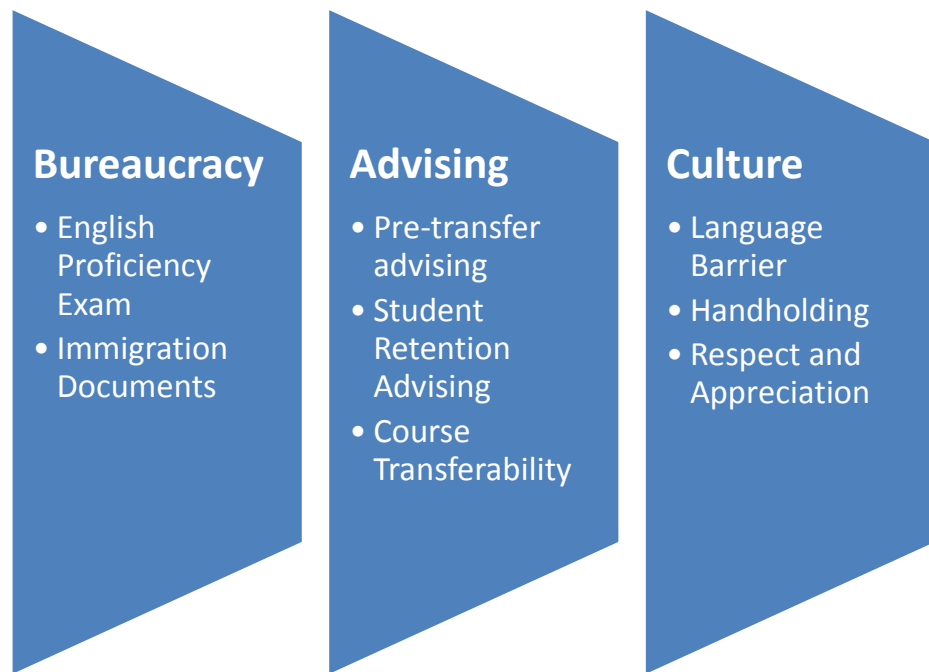 Bureaucracy
• English
Proficiency
Exam
• Immigration
Documents
Advising
• Pre-transfer
advising
• Student
Retention
Advising
• Course
Transferability
Culture
• Language
Barrier
• Handholding
• Respect and
Appreciation